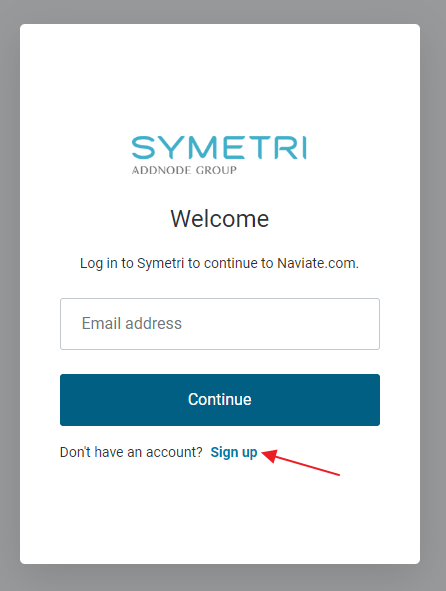 SYMETRI
ADDNODE GROUP
Welcome
Log in to Symetri to continue to Naviate.com.
Email address
Continue
Don't have an account? Sign up